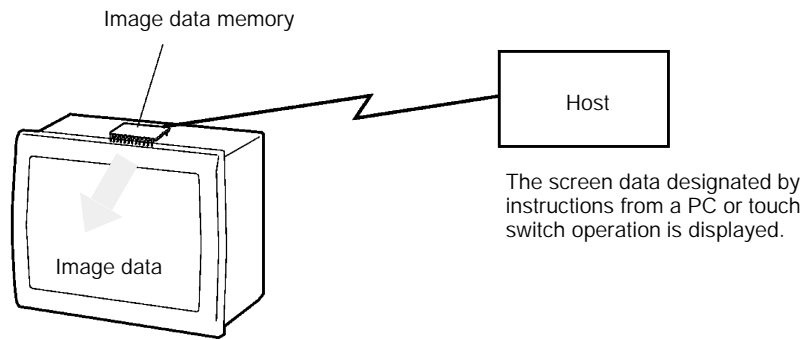 Image data memory
Host
The screen data designated by
instructions from a PC or touch
switch operation is displayed.
Image data